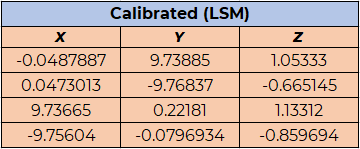 Calibrated (LSM)
X Y Z
-0.0487887 9.73885 1.05333
0.0473013 -9.76837 -0.665145
9.73665 0.22181 1.13312
-9.75604 -0.0796934 -0.859694